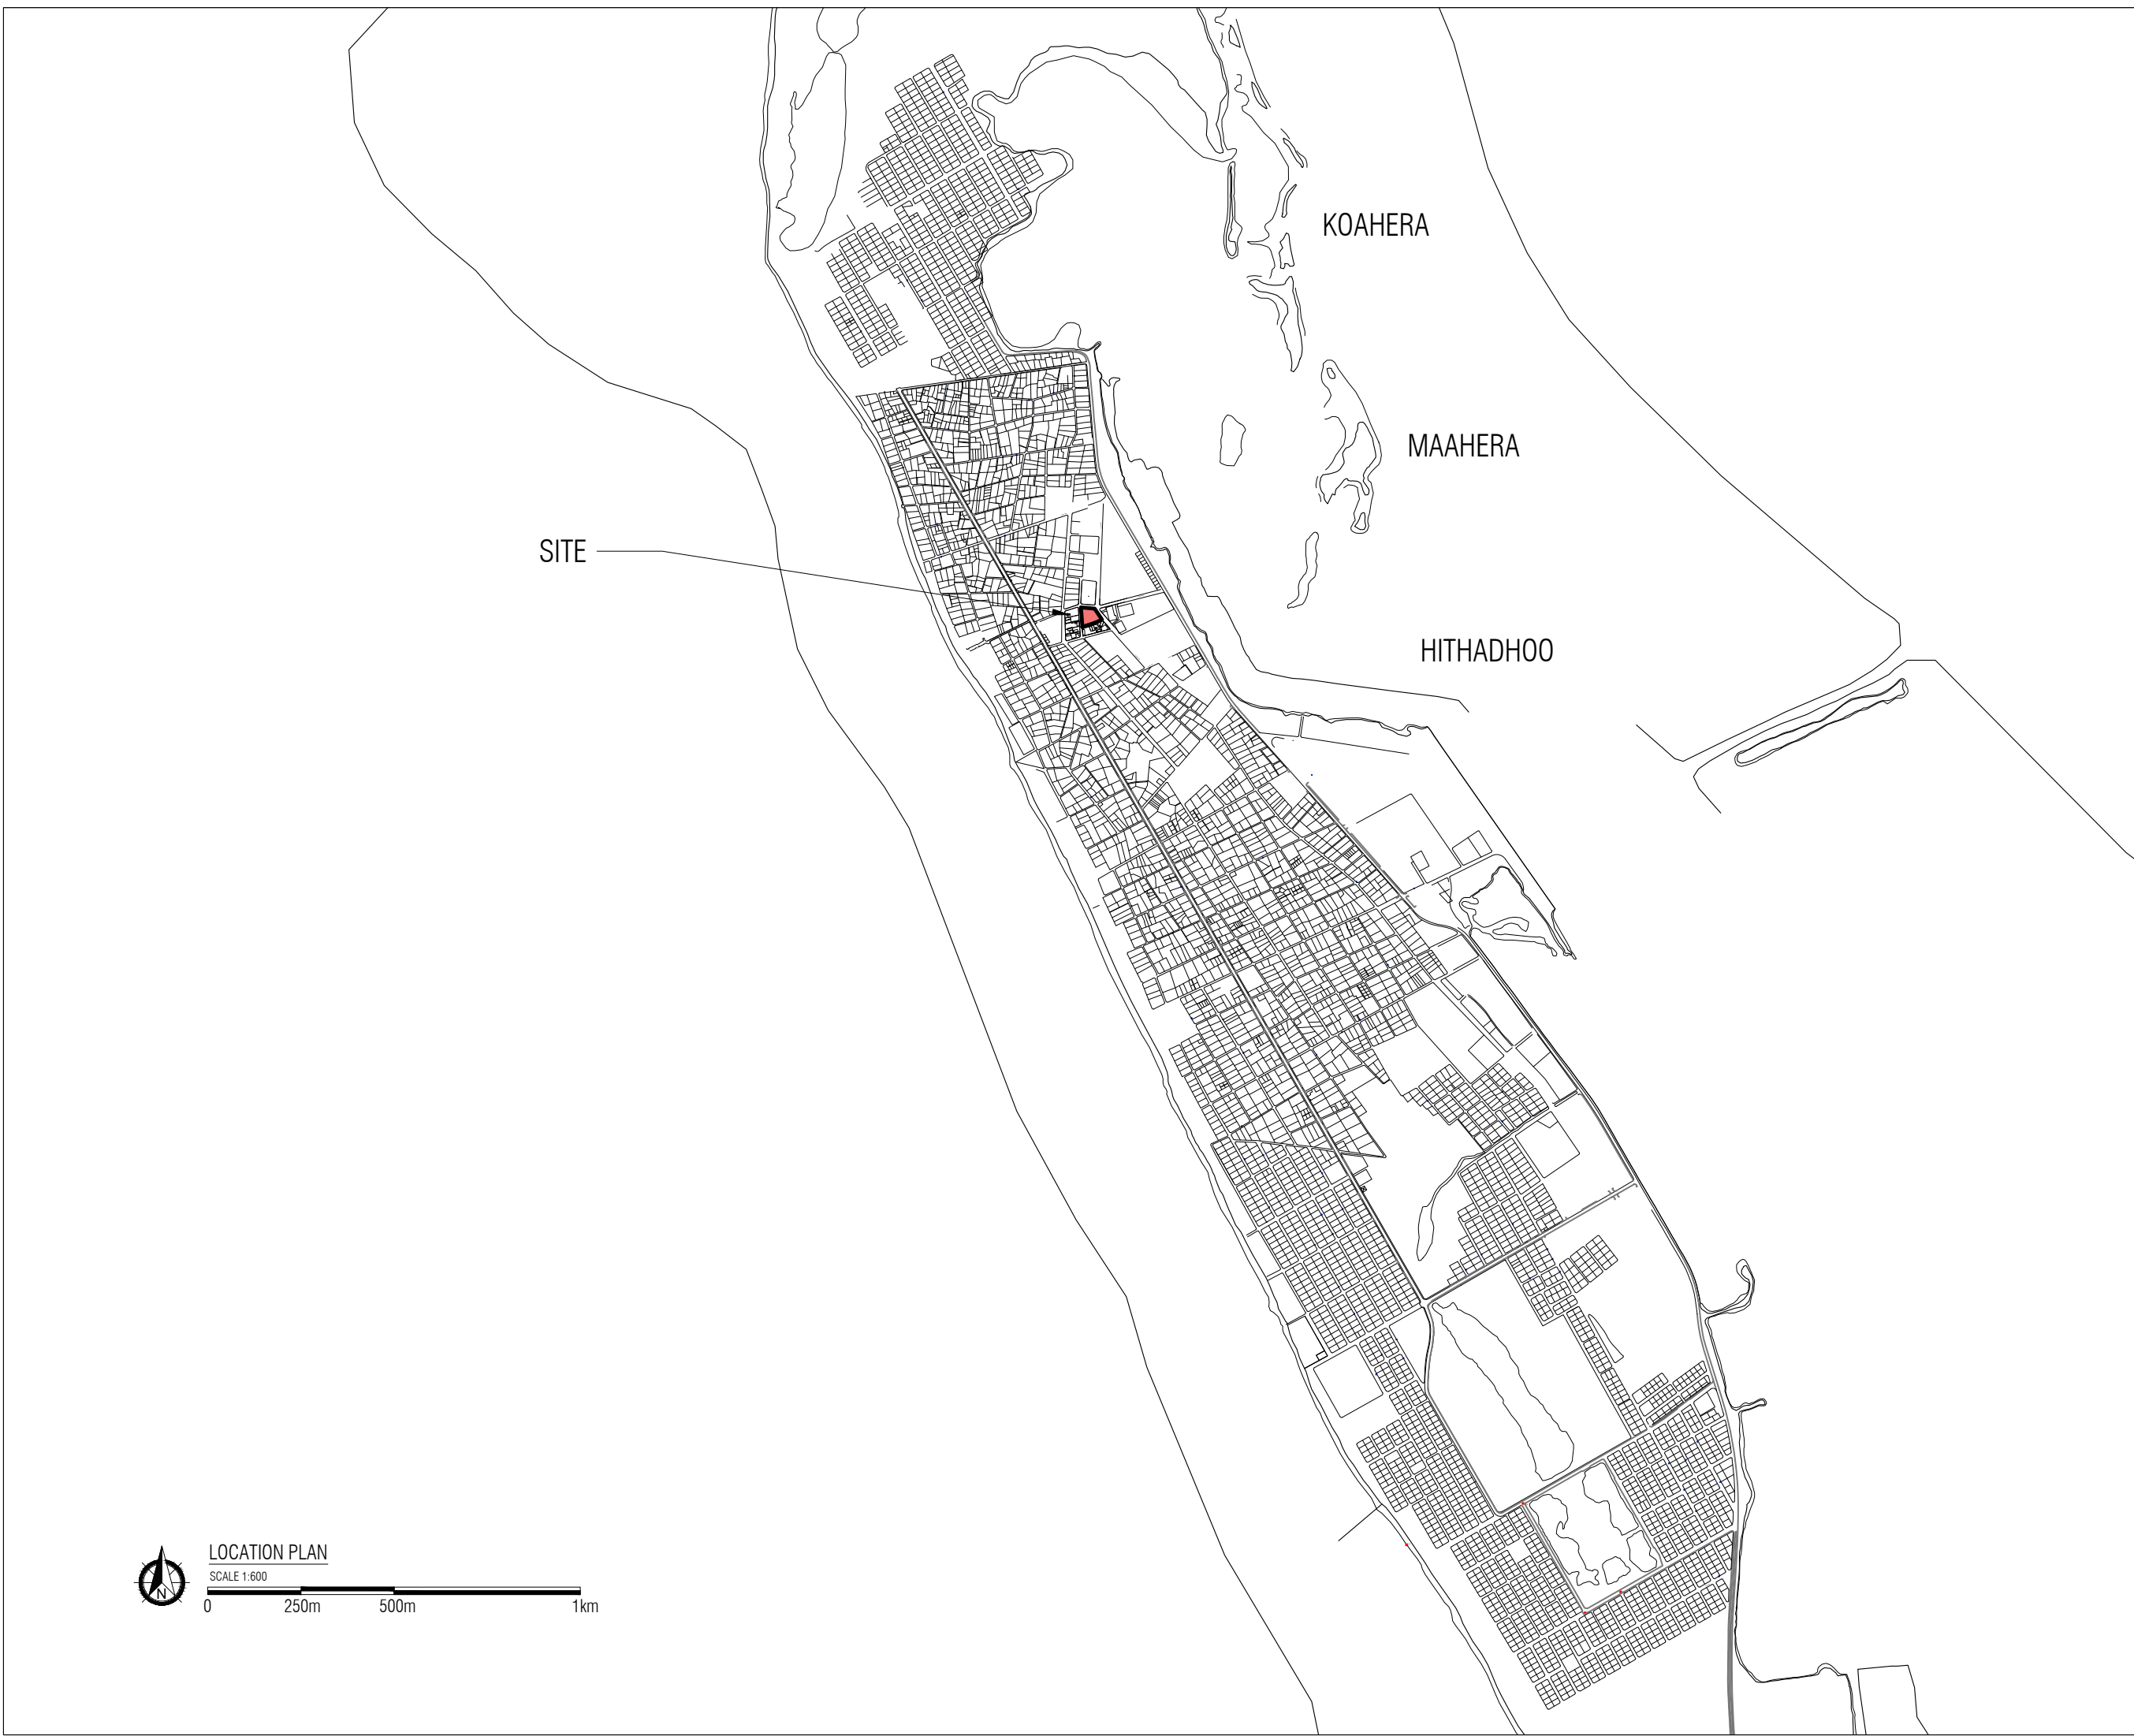 KOAHERA
MAAHERA
SITE
HITHADHOO
LOCATION PLAN
SCALE 1:600
N
0 250m 500m 1km